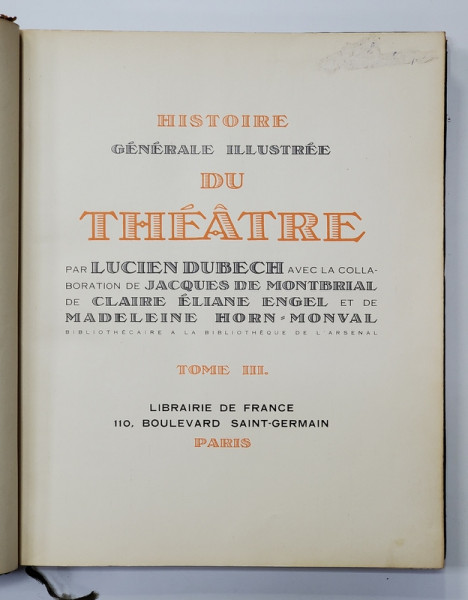 HISTOIRE
GÉNÉRALE ILLUSTRÉE
DU
THÉÂTRE
PAR LUCIEN DUBECH AVEC LA COLLA-
BORATION DE JACQUES DE MONTBRIAL
DE CLAIRE ÉLIANE ENGEL ET DE
MADELEINE HORN-MONVAL
BIBLIOTHÉCAIRE A LA BIBLIOTHÈQUE DE L'ARSENAL
TOME III.
LIBRAIRIE DE FRANCE
110, BOULEVARD SAINT-GERMAIN
PARIS